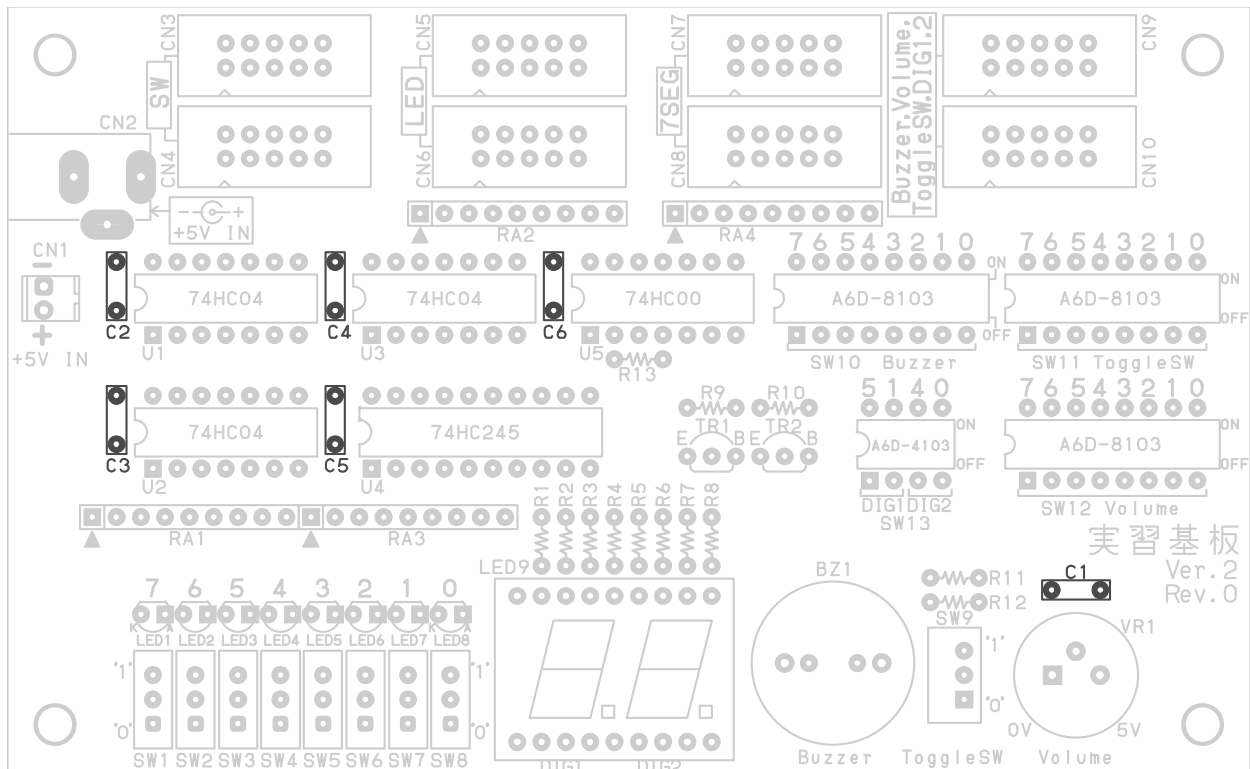 CN3
CN5
CN7
CN9
SW
LED
7SEG
Buzzer,Volume,
ToggleSW.DIG1,2
CN2
CN4
CN6
CN8
CN10
- +
+5V IN
RA2
RA4
CN1
-
+
+5V IN
7 6 5 4 3 2 1 0
7 6 5 4 3 2 1 0
74HC04
74HC04
74HC00
A6D-8103
ON
OFF
A6D-8103
ON
OFF
C2
C4
C6
U1
U3
U5
SW10 Buzzer
SW11 ToggleSW
R13
R9
R10
5 1 4 0
7 6 5 4 3 2 1 0
TR1
TR2
E B
E B
74HC04
74HC245
A6D-4103
ON
OFF
A6D-8103
ON
OFF
C3
C5
U2
U4
DIG1 DIG2
SW13
SW12 Volume
R1 R2 R3 R4 R5 R6 R7 R8
RA1
RA3
実習基板
Ver.2
Rev.0
LED9
BZ1
R11
R12
C1
7 6 5 4 3 2 1 0
K A
K A
LED1 LED2 LED3 LED4 LED5 LED6 LED7 LED8
SW9
VR1
'1'
'1'
'1'
'0'
'0'
'0'
0V
5V
SW1 SW2 SW3 SW4 SW5 SW6 SW7 SW8
DIG1
DIG2
Buzzer
ToggleSW
Volume